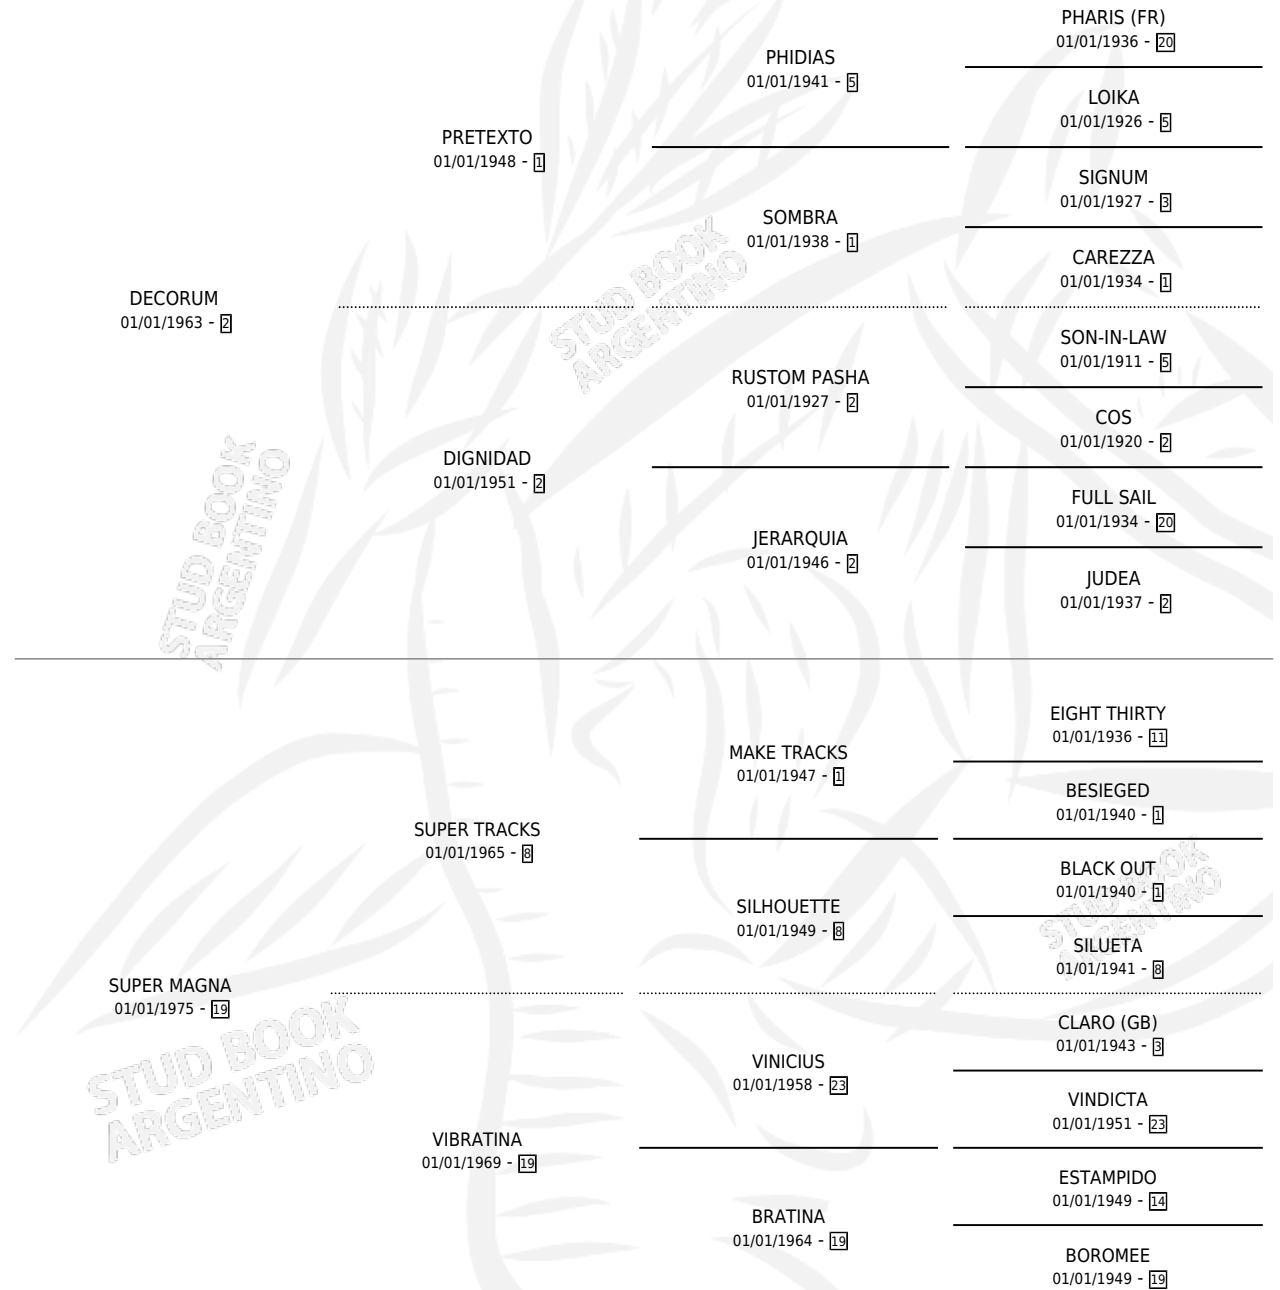 PHARIS (FR)
01/01/1936 - 20
PHIDIAS
01/01/1941 - 5
LOIKA
01/01/1926 - 5
PRETEXTO
01/01/1948 - 1
SIGNUM
01/01/1927 - 3
SOMBRA
01/01/1938 - 1
CAREZZA
01/01/1934 - 1
DECORUM
01/01/1963 - 2
SON-IN-LAW
01/01/1911 - 5
RUSTOM PASHA
01/01/1927 - 2
COS
01/01/1920 - 2
DIGNIDAD
01/01/1951 - 2
FULL SAIL
01/01/1934 - 20
JERARQUIA
01/01/1946 - 2
JUDEA
01/01/1937 - 2
EIGHT THIRTY
01/01/1936 - 11
MAKE TRACKS
01/01/1947 - 1
BESIEGED
01/01/1940 - 1
SUPER TRACKS
01/01/1965 - 8
BLACK OUT
01/01/1940 - 1
SILHOUETTE
01/01/1949 - 8
SILUETA
01/01/1941 - 8
SUPER MAGNA
01/01/1975 - 19
CLARO (GB)
01/01/1943 - 3
VINICIUS
01/01/1958 - 23
VINDICTA
01/01/1951 - 23
VIBRATINA
01/01/1969 - 19
ESTAMPIDO
01/01/1949 - 14
BRATINA
01/01/1964 - 19
BOROMEE
01/01/1949 - 19
STUD BOOK
ARGENTINO
STUD BOOK
ARGENTINO
STUD BOOK
ARGENTINO
STUD BOOK
ARGENTINO